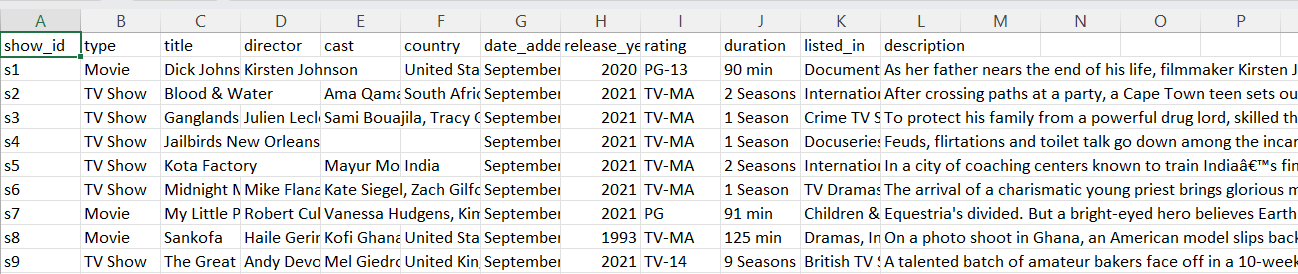 A B C D E F G H I J K L M N O P
show_id type title director cast country date_adde release_ye rating duration listed_in description
s1 Movie Dick Johns Kirsten Johnson United Sta September 2020 PG-13 90 min Document As her father nears the end of his life, filmmaker Kirsten J
s2 TV Show Blood & Water Ama Qama South Afric September 2021 TV-MA 2 Seasons Internation After crossing paths at a party, a Cape Town teen sets ou
s3 TV Show Ganglands Julien Lecl Sami Bouajila, Tracy G September 2021 TV-MA 1 Season Crime TV S To protect his family from a powerful drug lord, skilled th
s4 TV Show Jailbirds New Orleans September 2021 TV-MA 1 Season Docuseries Feuds, flirtations and toilet talk go down among the incar
s5 TV Show Kota Factory Mayur Mo India September 2021 TV-MA 2 Seasons Internation In a city of coaching centers known to train Indiaâ€™s fin
s6 TV Show Midnight M Mike Flana Kate Siegel, Zach Gilfo September 2021 TV-MA 1 Season TV Dramas The arrival of a charismatic young priest brings glorious m
s7 Movie My Little P Robert Cul Vanessa Hudgens, Kim September 2021 PG 91 min Children & Equestria's divided. But a bright-eyed hero believes Earth
s8 Movie Sankofa Haile Gerim Kofi Ghana United Sta September 1993 TV-MA 125 min Dramas, In On a photo shoot in Ghana, an American model slips back
s9 TV Show The Great Andy Devo Mel Giedro United King September 2021 TV-14 9 Seasons British TV S A talented batch of amateur bakers face off in a 10-week